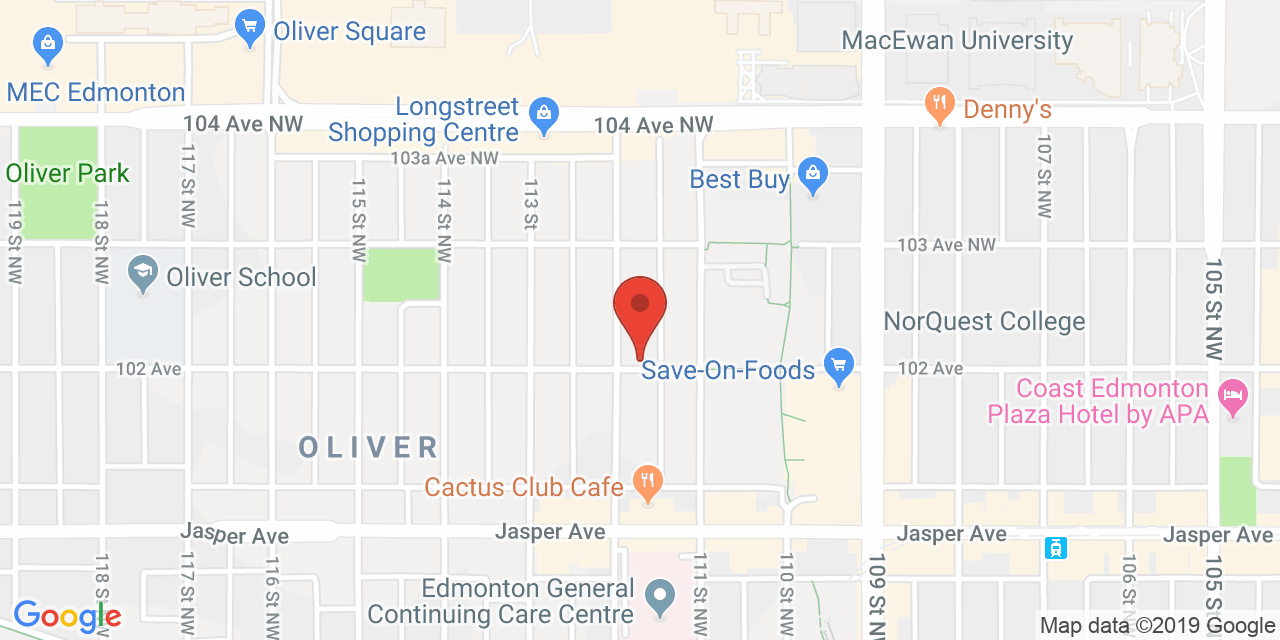 Oliver Square
MEC Edmonton
MacEwan University
Longstreet
Shopping Centre
Denny's
104 Ave NW
104 Ave NW
103a Ave NW
Oliver Park
Best Buy
117 St NW
115 St NW
114 St NW
113 St
107 St NW
119 St NW
118 St NW
103 Ave NW
Oliver School
105 St NW
NorQuest College
102 Ave
Save-On-Foods
102 Ave
Coast Edmonton
Plaza Hotel by APA
OLIVER
Cactus Club Cafe
Jasper Ave
Jasper Ave
Jasper Ave
Jasper Ave
118 St NW
117 St NW
116 St NW
Edmonton General
Continuing Care Centre
111 St NW
110 St NW
109 St NW
106 St NW
105 St
Google
Map data ©2019 Google